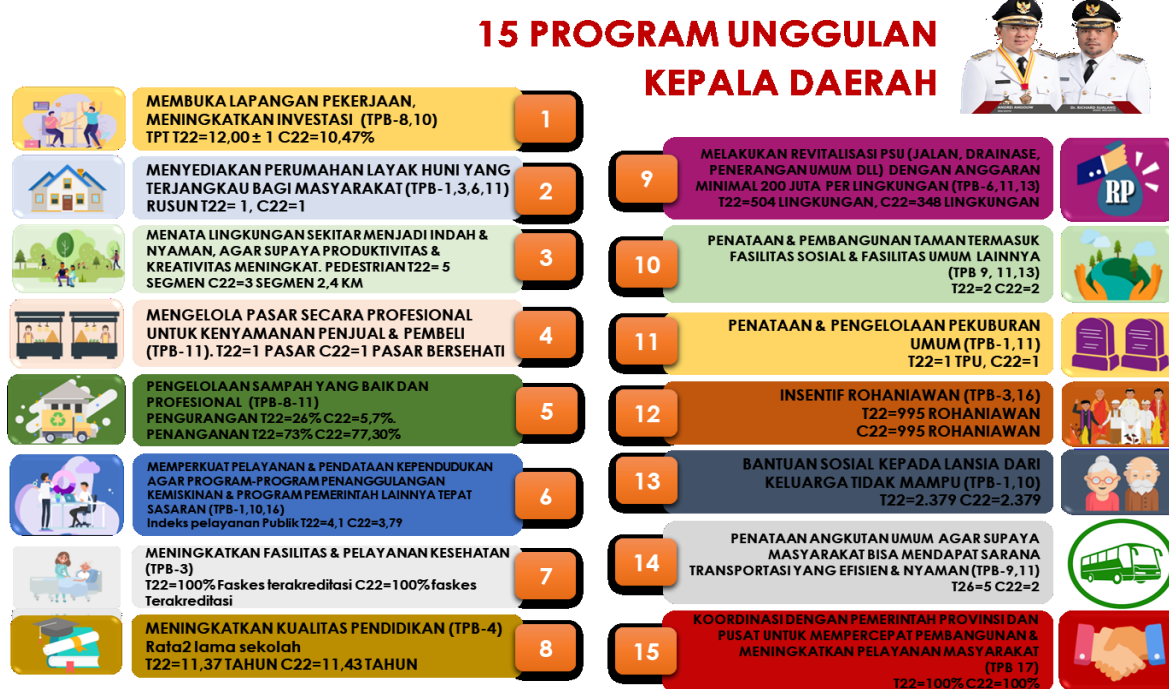 15 PROGRAM UNGGULAN
KEPALA DAERAH
MEMBUKA LAPANGAN PEKERJAAN,
MENINGKATKAN INVESTASI (TPB-8,10)
TPT T22=12,00 ± 1 C22=10,47%
1
MENYEDIAKAN PERUMAHAN LAYAK HUNI YANG
TERJANGKAU BAGI MASYARAKAT (TPB-1,3,6,11)
RUSUN T22= 1, C22=1
2
MENATA LINGKUNGAN SEKITAR MENJADI INDAH &
NYAMAN, AGAR SUPAYA PRODUKTIVITAS &
KREATIVITAS MENINGKAT. PEDESTRIAN T22= 5
SEGMEN C22=3 SEGMEN 2,4 KM
3
MENGELOLA PASAR SECARA PROFESIONAL
UNTUK KENYAMANAN PENJUAL & PEMBELI
(TPB-11). T22=1 PASAR C22=1 PASAR BERSEHATI
4
PENGELOLAAN SAMPAH YANG BAIK DAN
PROFESIONAL (TPB-8-11)
PENGURANGAN T22=26% C22=5,7%.
PENANGANAN T22=73% C22=77,30%
5
MEMPERKUAT PELAYANAN & PENDATAAN KEPENDUDUKAN
AGAR PROGRAM-PROGRAM PENANGGULANGAN
KEMISKINAN & PROGRAM PEMERINTAH LAINNYA TEPAT
SASARAN (TPB-1,10,16)
Indeks pelayanan Publik T22=4,1 C22=3,79
6
MENINGKATKAN FASILITAS & PELAYANAN KESEHATAN
(TPB-3)
T22=100% Faskes terakreditasi C22=100% faskes
Terakreditasi
7
MENINGKATKAN KUALITAS PENDIDIKAN (TPB-4)
Rata2 lama sekolah
T22=11,37 TAHUN C22=11,43 TAHUN
8
9
MELAKUKAN REVITALISASI PSU (JALAN, DRAINASE,
PENERANGAN UMUM DLL) DENGAN ANGGARAN
MINIMAL 200 JUTA PER LINGKUNGAN (TPB-6,11,13)
T22=504 LINGKUNGAN, C22=348 LINGKUNGAN
RP
10
PENATAAN & PEMBANGUNAN TAMAN TERMASUK
FASILITAS SOSIAL & FASILITAS UMUM LAINNYA
(TPB 9, 11,13)
T22=2 C22=2
11
PENATAAN & PENGELOLAAN PEKUBURAN
UMUM (TPB-1,11)
T22=1 TPU, C22=1
12
INSENTIF ROHANIAWAN (TPB-3,16)
T22=995 ROHANIAWAN
C22=995 ROHANIAWAN
13
BANTUAN SOSIAL KEPADA LANSIA DARI
KELUARGA TIDAK MAMPU (TPB-1,10)
T22=2.379 C22=2.379
14
PENATAAN ANGKUTAN UMUM AGAR SUPAYA
MASYARAKAT BISA MENDAPAT SARANA
TRANSPORTASI YANG EFISIEN & NYAMAN (TPB-9,11)
T26=5 C22=2
15
KOORDINASI DENGAN PEMERINTAH PROVINSI DAN
PUSAT UNTUK MEMPERCEPAT PEMBANGUNAN &
MENINGKATKAN PELAYANAN MASYARAKAT
(TPB 17)
T22=100% C22=100%